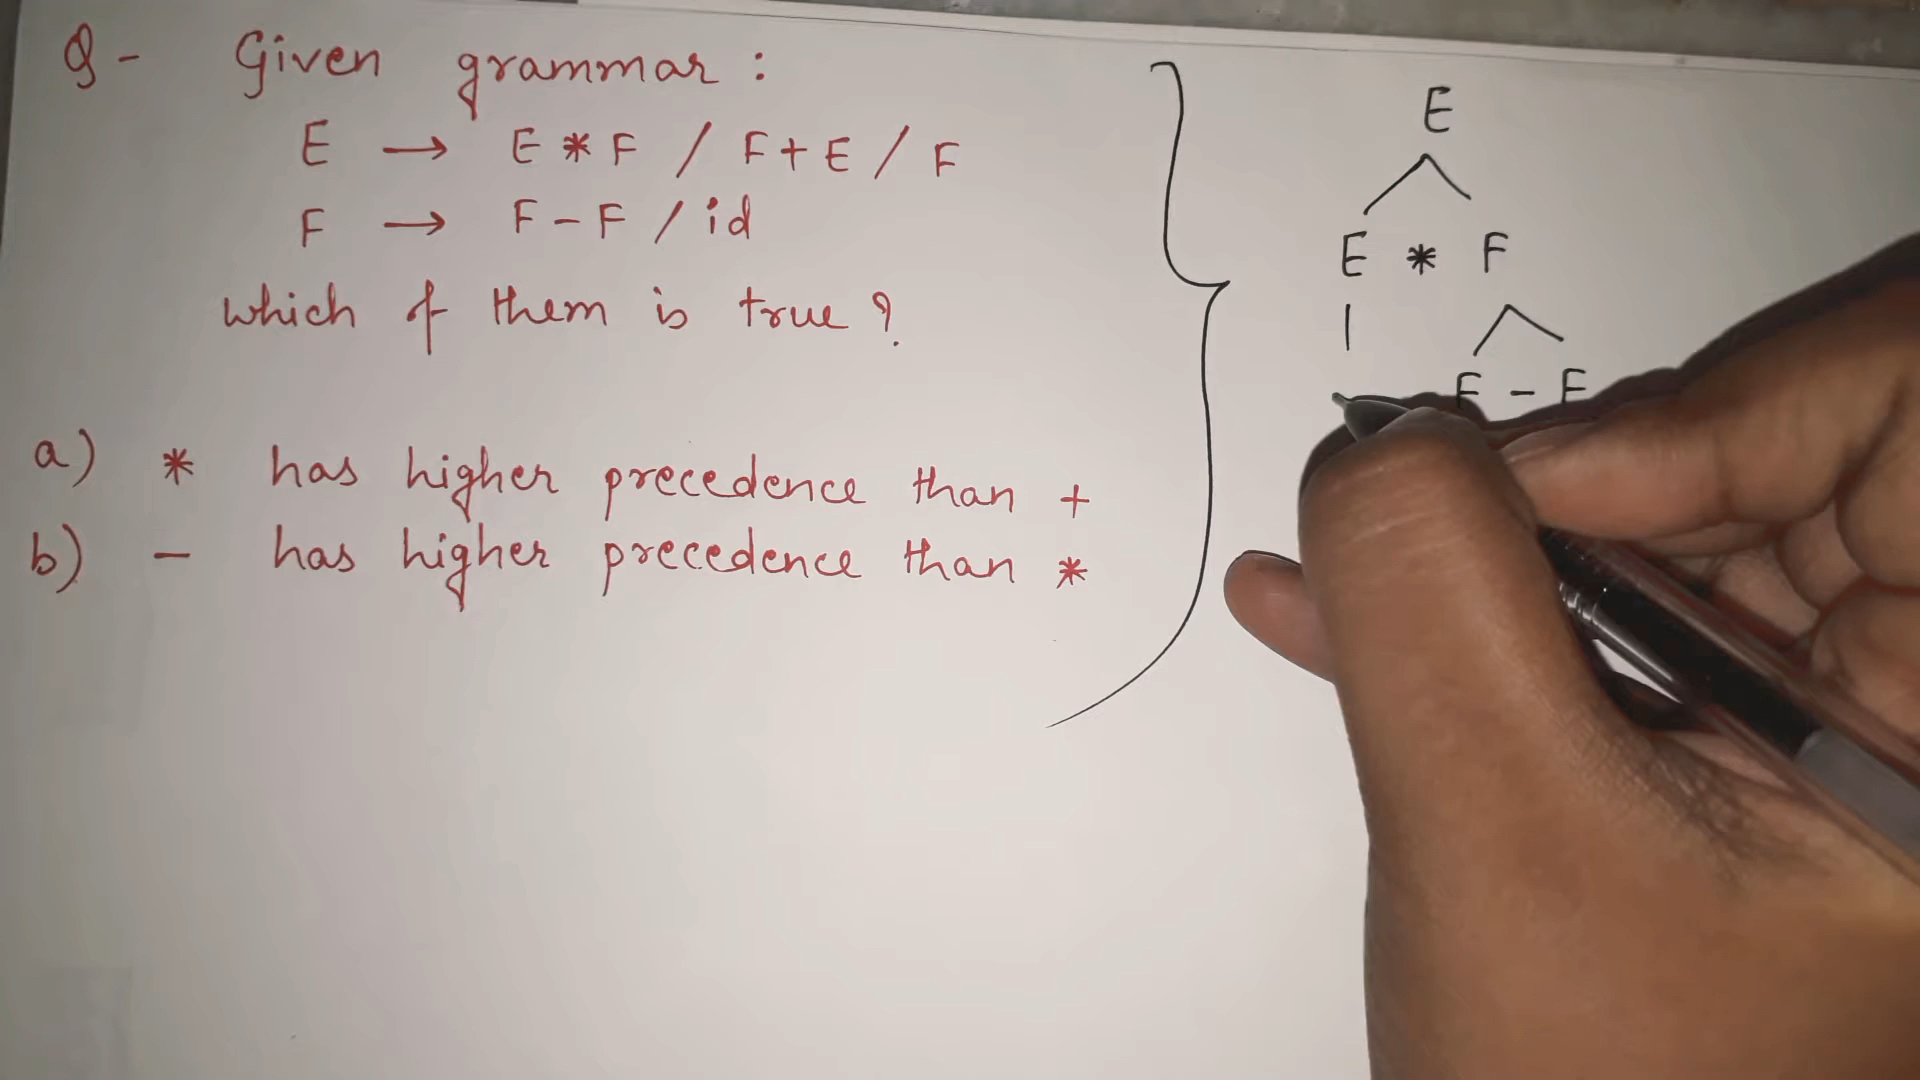 Q - Given grammar :
E → E * F / F + E / F
F → F - F / id
which of them is true ?
a) * has higher precedence than +
b) - has higher precedence than *
E
E * F
F - F